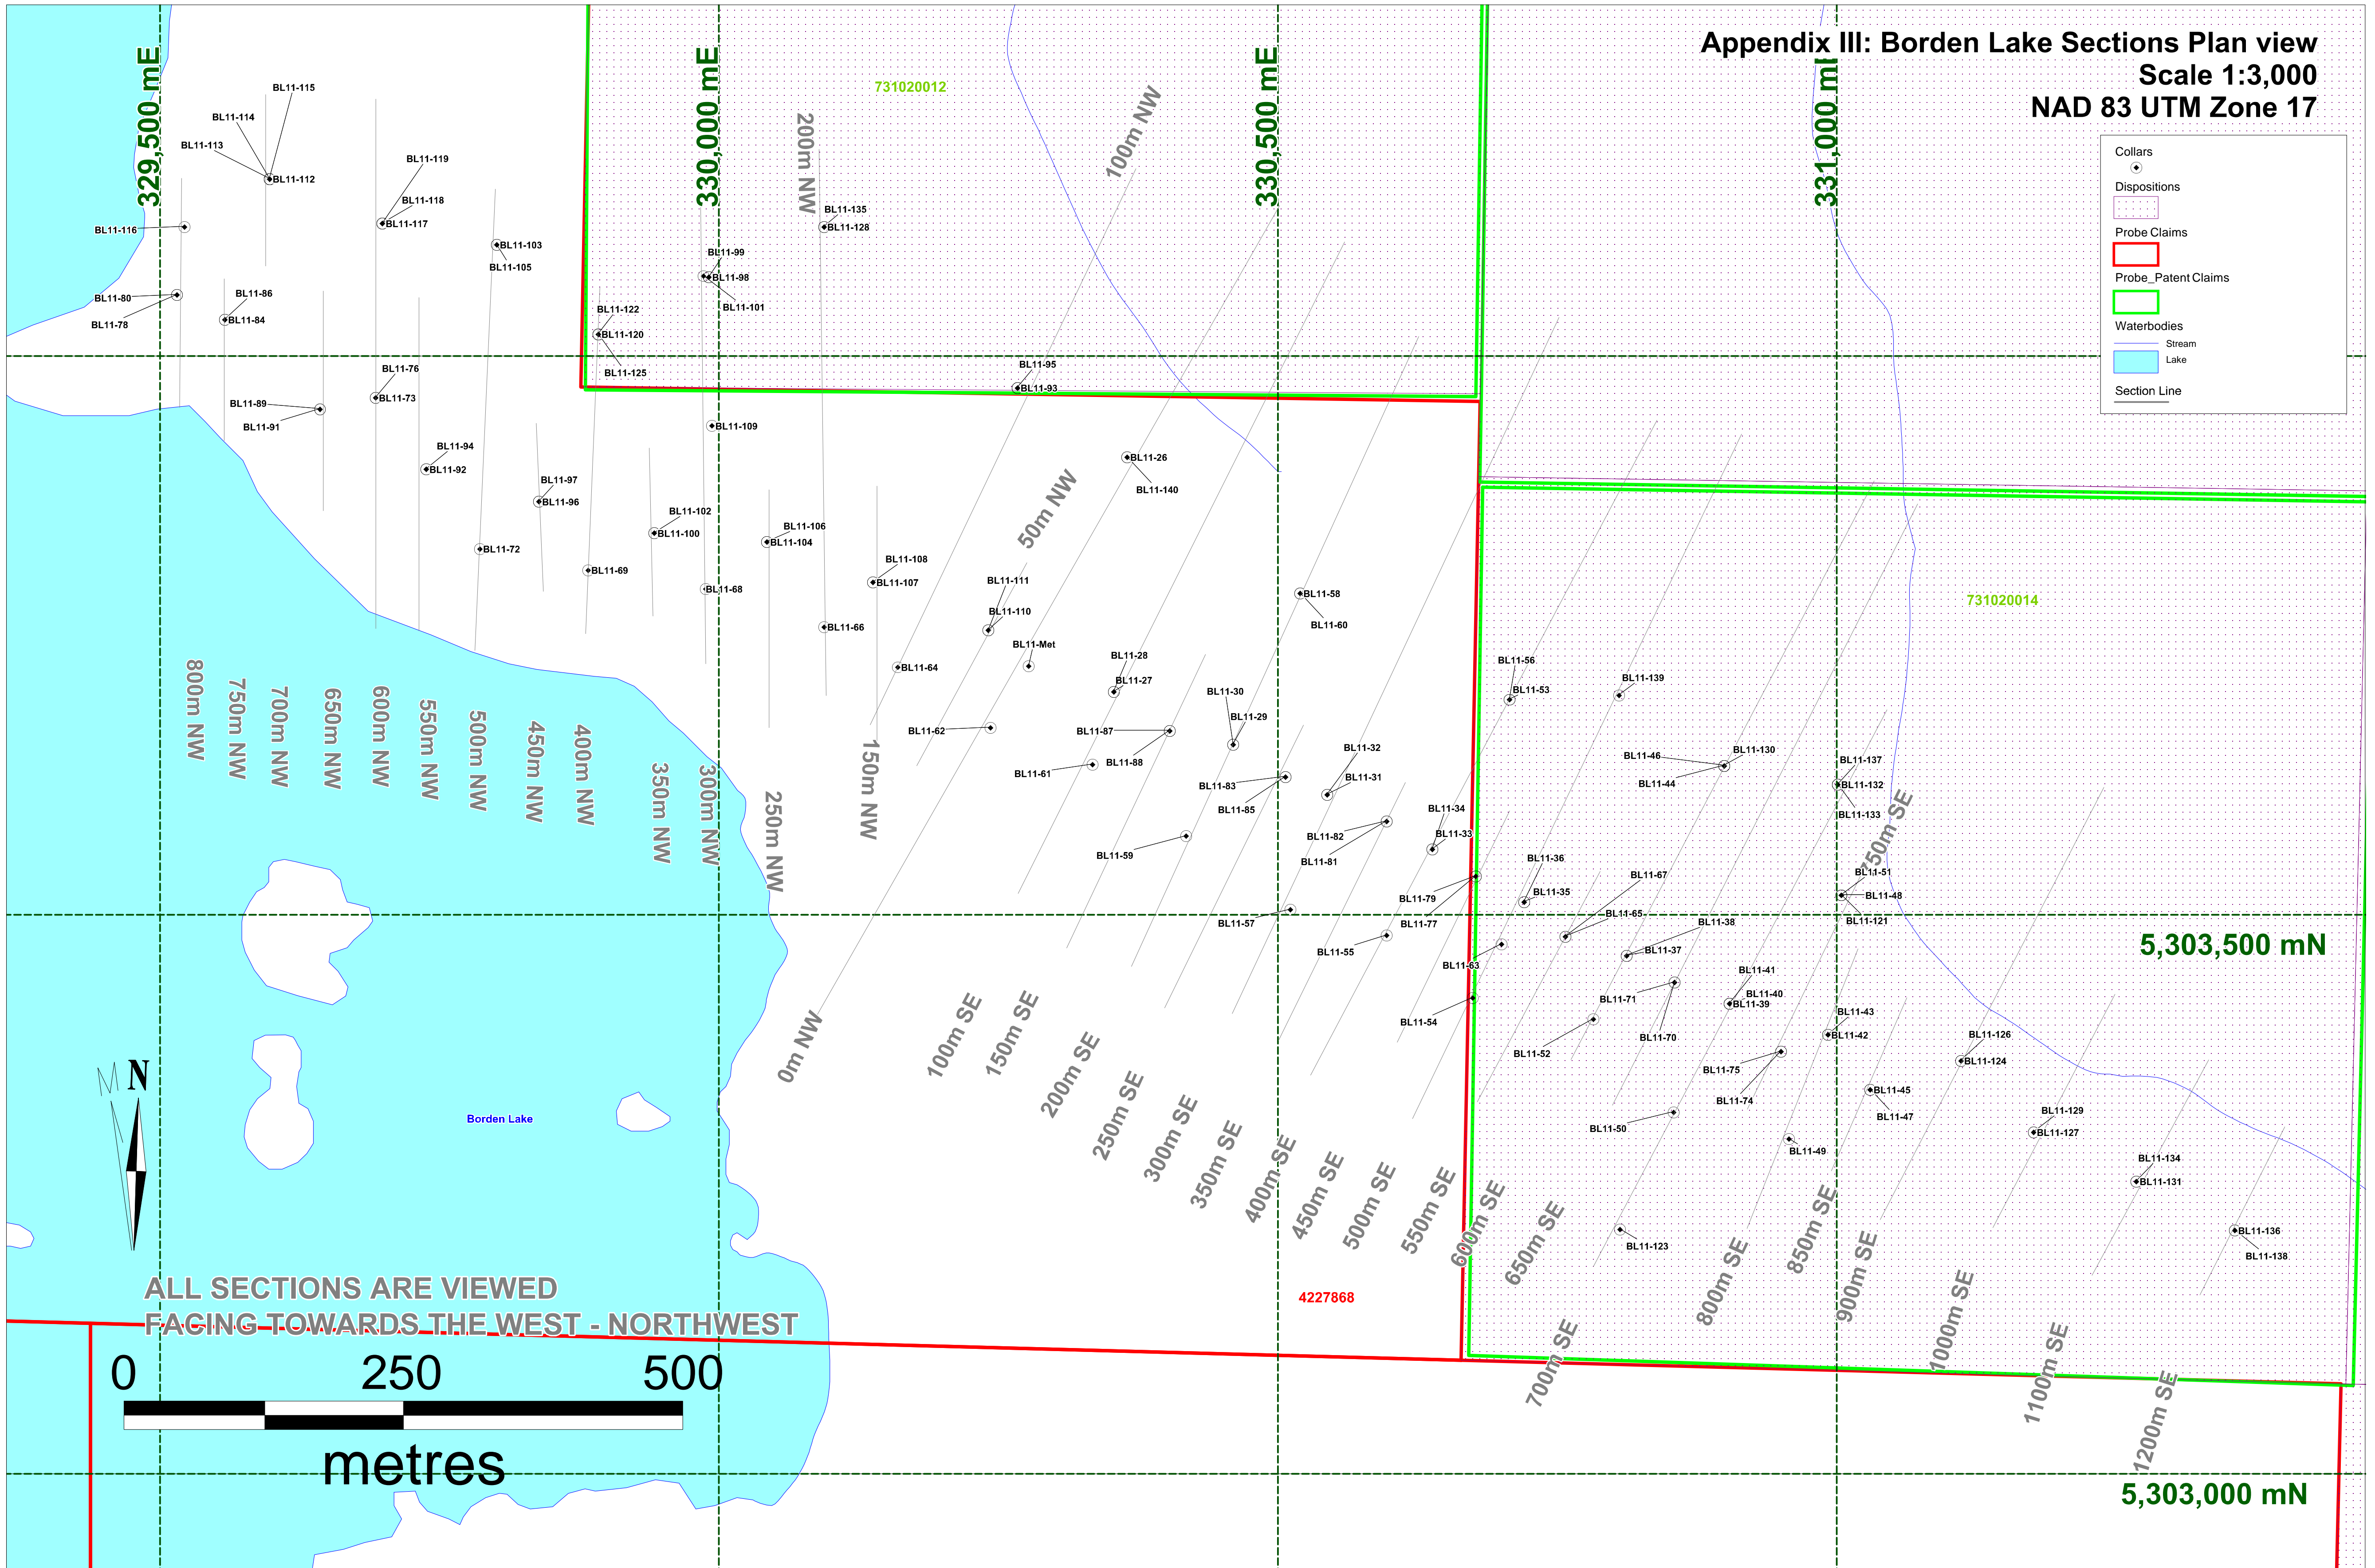 Appendix III: Borden Lake Sections Plan view
Scale 1:3,000
NAD 83 UTM Zone 17
329,500 mE
330,000 mE
330,500 mE
331,000 mE
Collars
Dispositions
Probe Claims
Probe_Patent Claims
Waterbodies
Stream
Lake
Section Line
731020012
200m NW
100m NW
BL11-115
BL11-114
BL11-113
BL11-112
BL11-119
BL11-118
BL11-117
BL11-116
BL11-103
BL11-105
BL11-135
BL11-128
BL11-99
BL11-98
BL11-101
BL11-80
BL11-78
BL11-86
BL11-84
BL11-122
BL11-120
BL11-125
BL11-76
BL11-73
BL11-89
BL11-91
BL11-95
BL11-93
BL11-109
BL11-94
BL11-92
BL11-26
BL11-140
50m NW
BL11-97
BL11-96
BL11-102
BL11-100
BL11-106
BL11-104
BL11-72
BL11-69
BL11-68
BL11-108
BL11-107
BL11-111
BL11-110
BL11-58
BL11-60
731020014
BL11-66
BL11-Met
BL11-64
BL11-28
BL11-27
BL11-56
BL11-53
BL11-139
BL11-30
BL11-29
BL11-62
BL11-87
BL11-88
BL11-61
BL11-32
BL11-31
BL11-83
BL11-85
BL11-46
BL11-130
BL11-44
BL11-137
BL11-132
BL11-133
BL11-34
BL11-33
BL11-82
BL11-81
BL11-59
750m SE
BL11-36
BL11-35
BL11-67
BL11-65
BL11-51
BL11-48
BL11-121
BL11-79
BL11-77
BL11-57
BL11-55
BL11-38
BL11-37
5,303,500 mN
BL11-63
BL11-54
BL11-71
BL11-70
BL11-41
BL11-40
BL11-39
BL11-43
BL11-42
BL11-52
BL11-75
BL11-74
BL11-126
BL11-124
BL11-45
BL11-47
BL11-50
BL11-49
BL11-129
BL11-127
BL11-134
BL11-131
BL11-123
BL11-136
BL11-138
800m NW
750m NW
700m NW
650m NW
600m NW
550m NW
500m NW
450m NW
400m NW
350m NW
300m NW
250m NW
150m NW
0m NW
100m SE
150m SE
200m SE
250m SE
300m SE
350m SE
400m SE
450m SE
500m SE
550m SE
600m SE
650m SE
700m SE
800m SE
850m SE
900m SE
1000m SE
1100m SE
1200m SE
M N
Borden Lake
4227868
ALL SECTIONS ARE VIEWED
FACING TOWARDS THE WEST - NORTHWEST
0 250 500
metres
5,303,000 mN